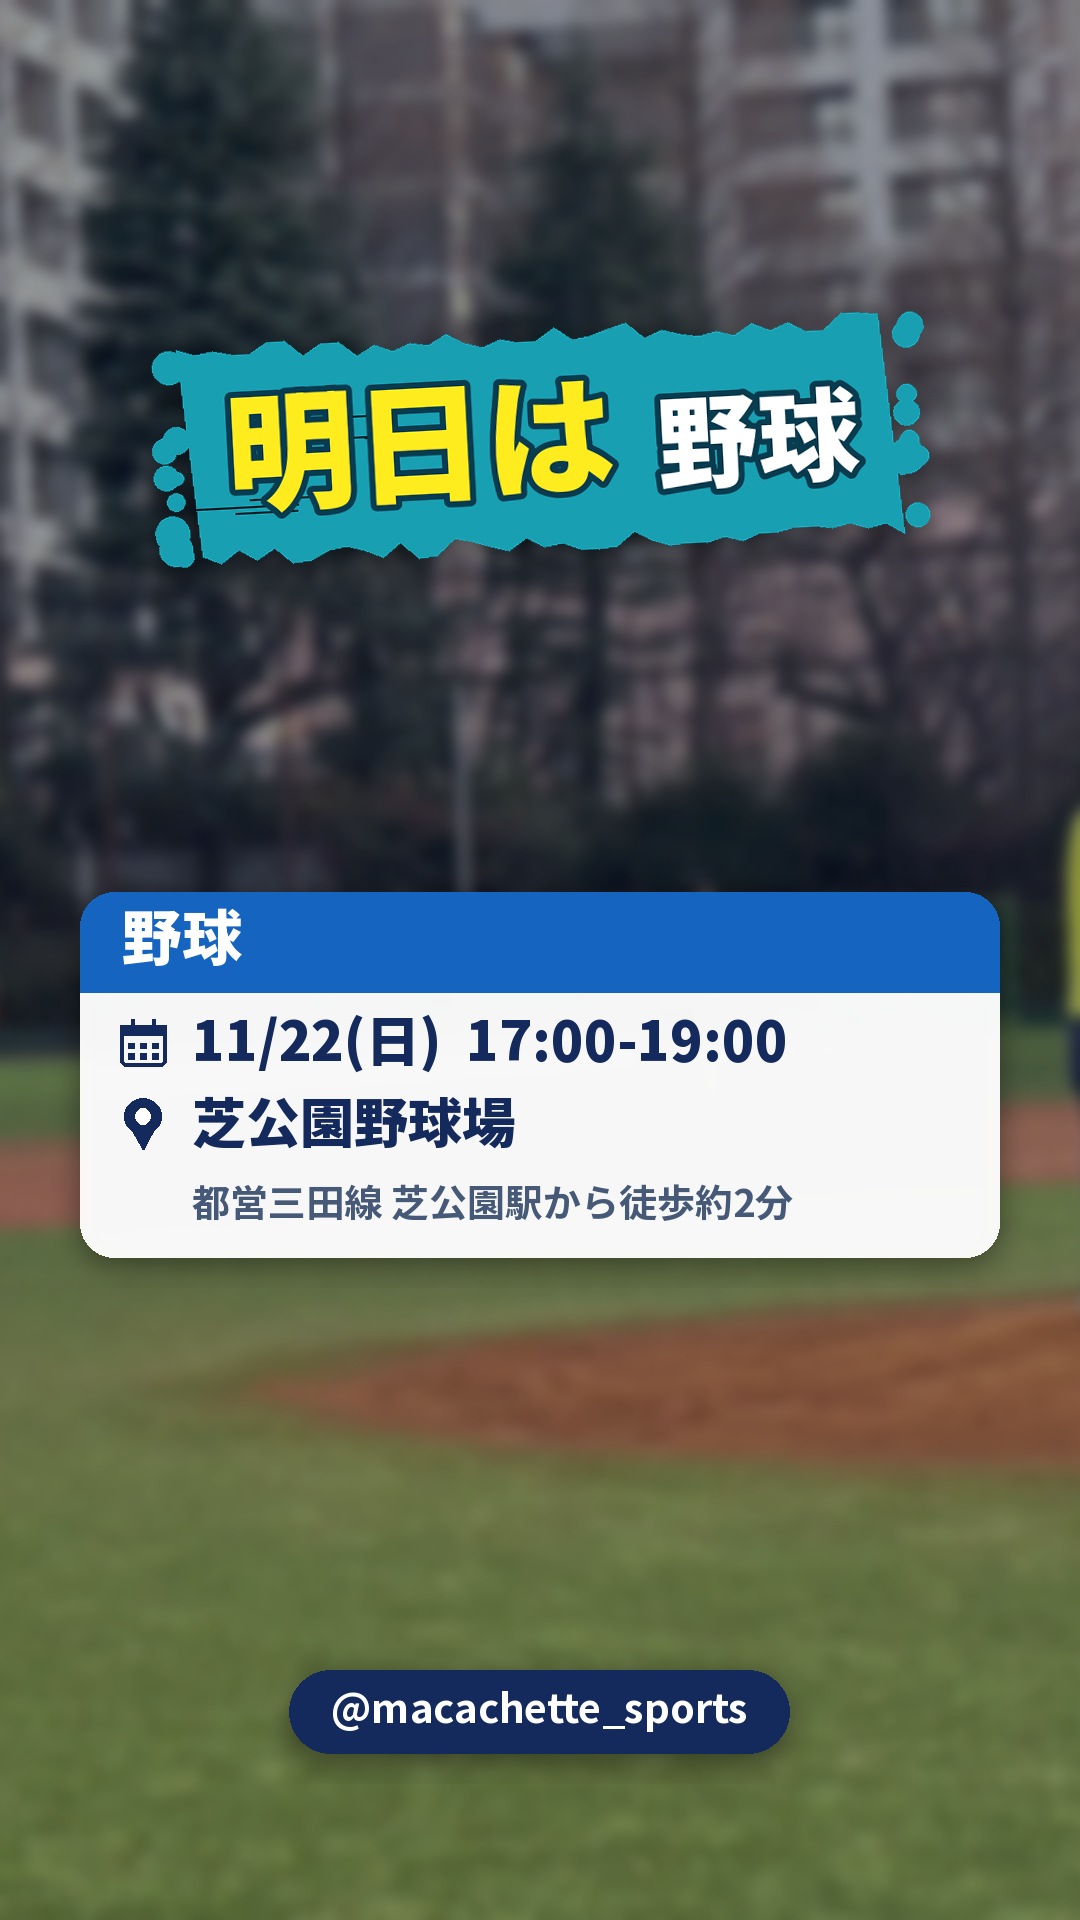 明日は 野球
野球
11/22(日) 17:00-19:00
芝公園野球場
都営三田線 芝公園駅から徒歩約2分
@macachette_sports